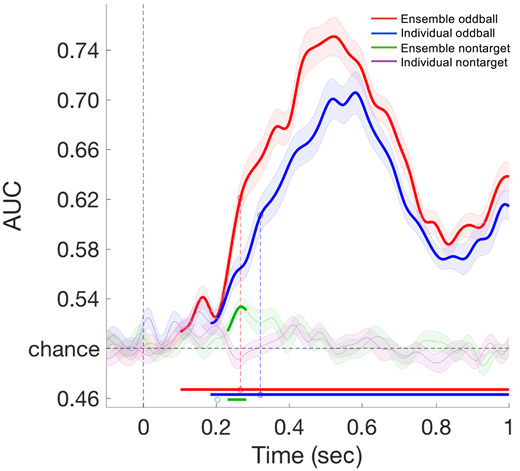 Ensemble oddball
Individual oddball
Ensemble nontarget
Individual nontarget
AUC
0.74
0.70
0.66
0.62
0.58
0.54
chance
0.46
0 0.2 0.4 0.6 0.8 1
Time (sec)